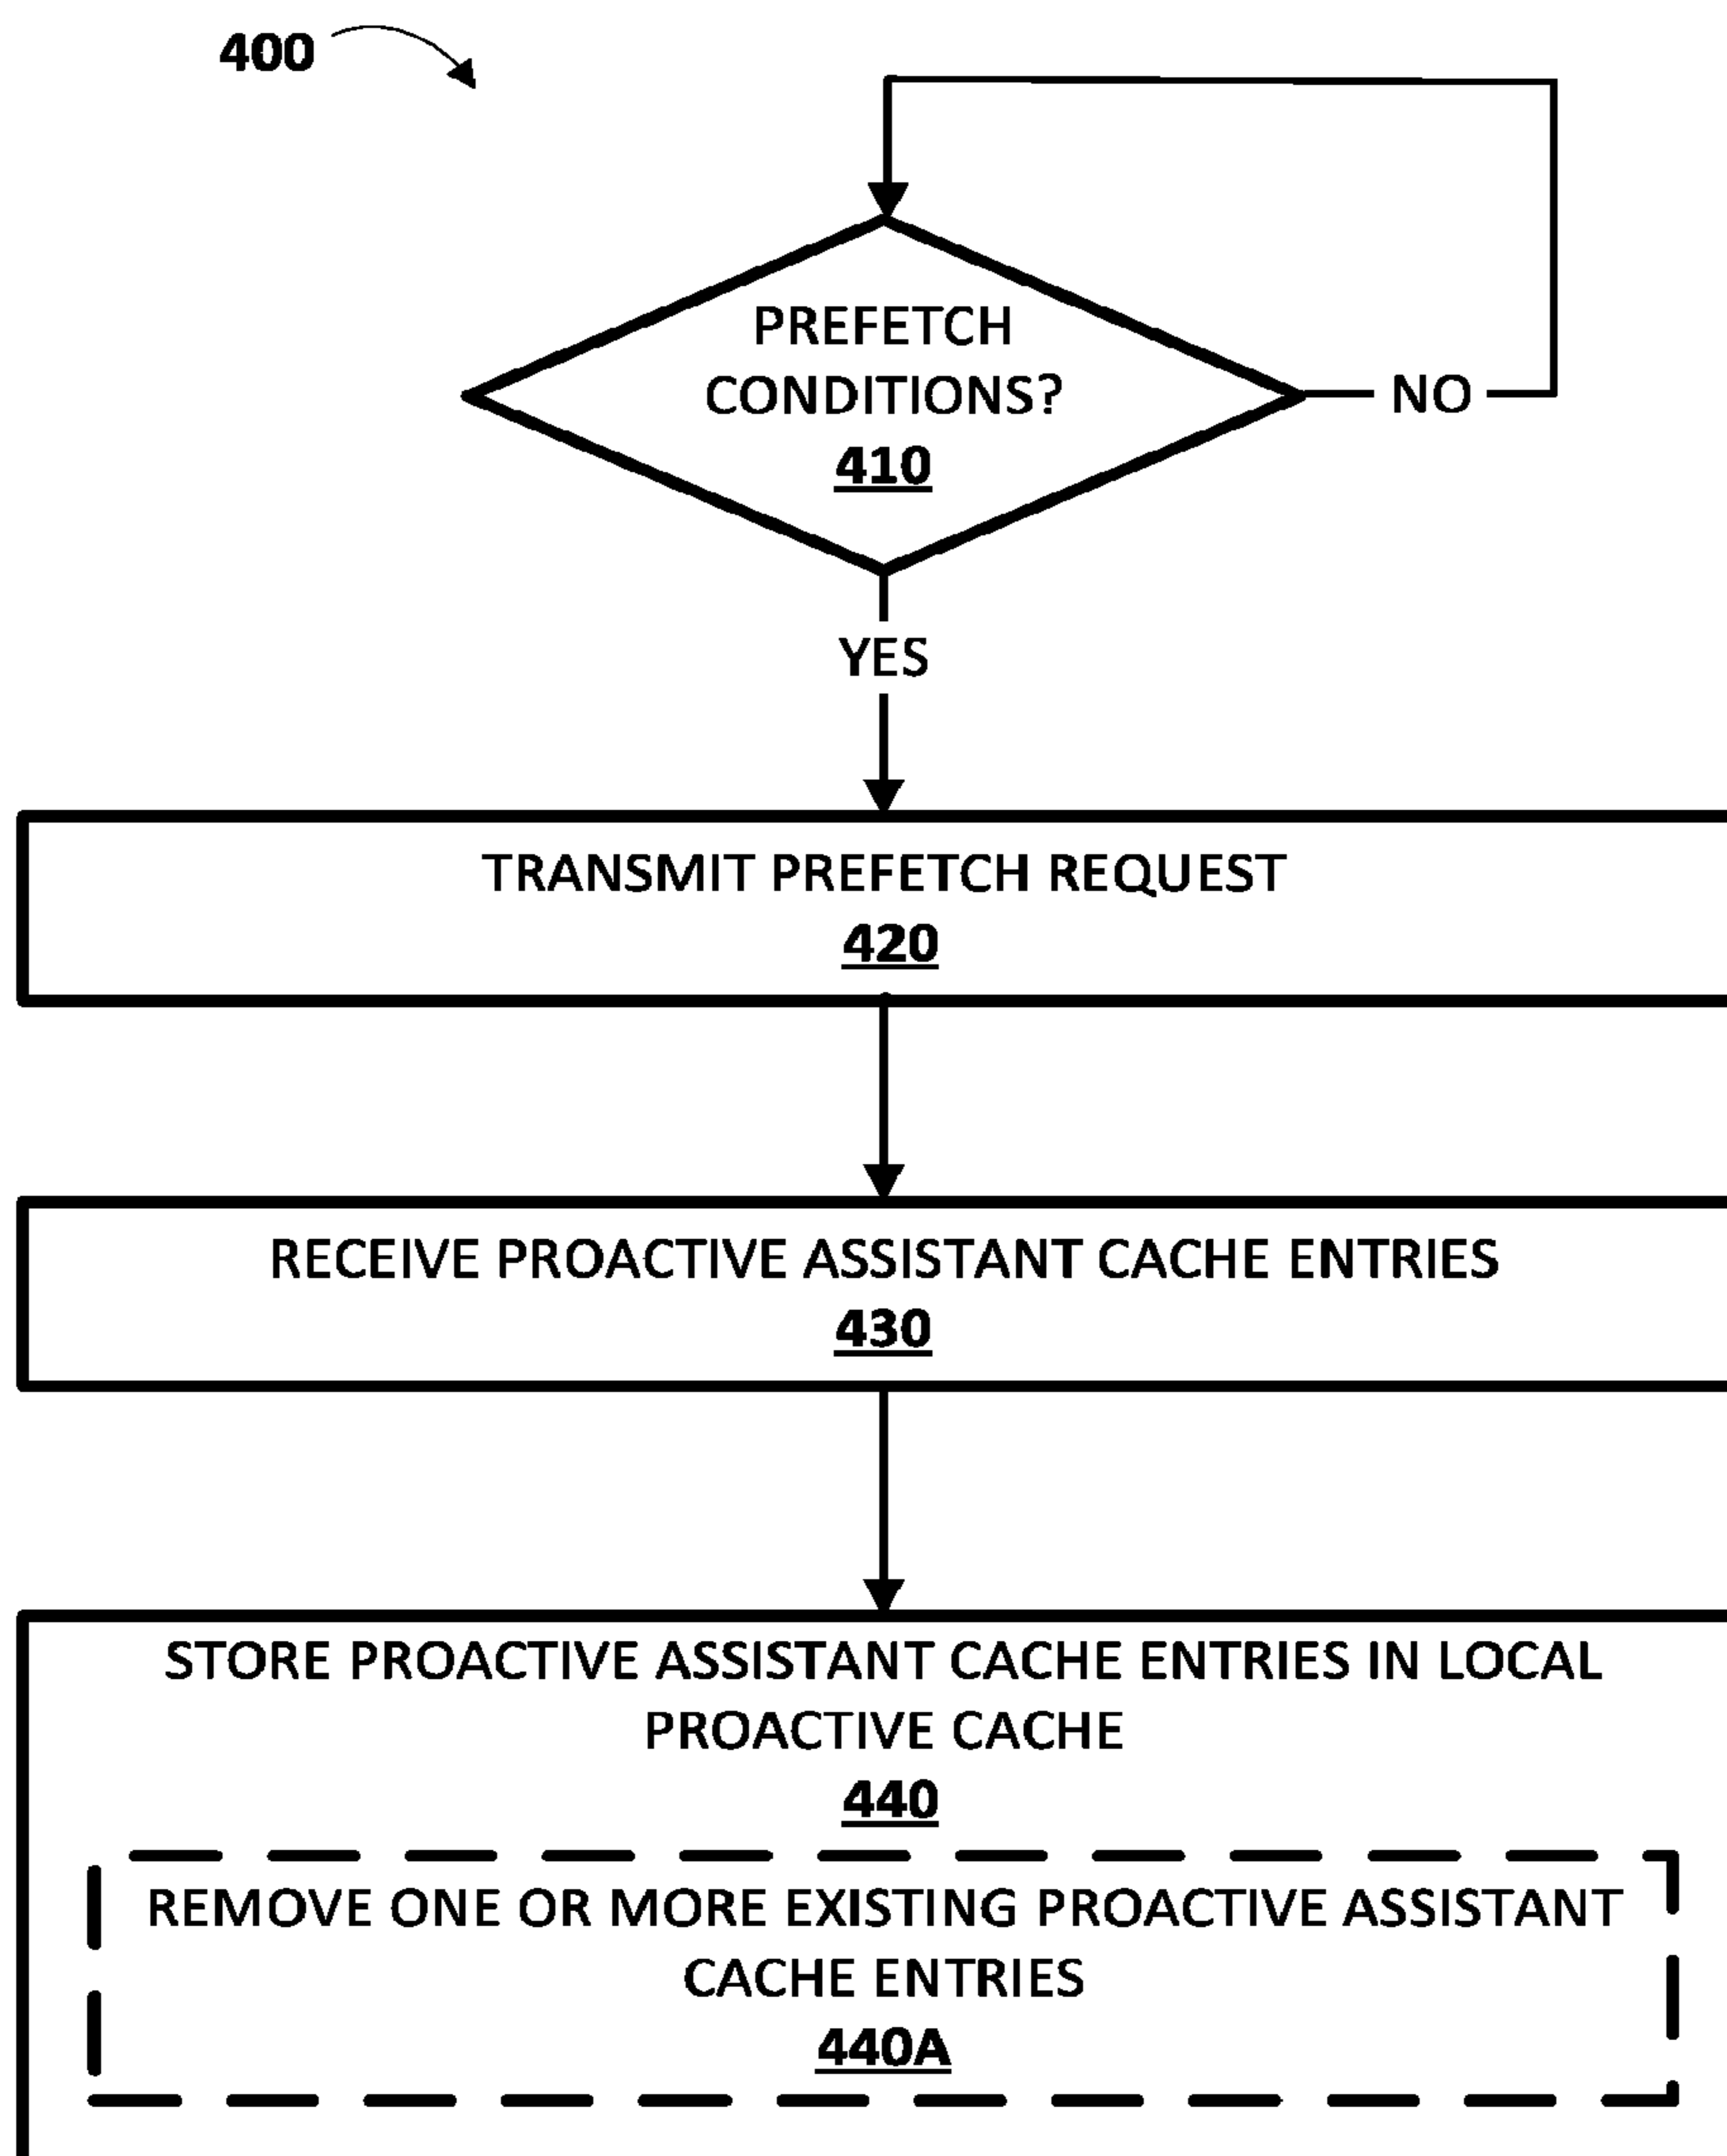 400
PREFETCH
CONDITIONS?
410
NO
YES
TRANSMIT PREFETCH REQUEST
420
RECEIVE PROACTIVE ASSISTANT CACHE ENTRIES
430
STORE PROACTIVE ASSISTANT CACHE ENTRIES IN LOCAL
PROACTIVE CACHE
440
REMOVE ONE OR MORE EXISTING PROACTIVE ASSISTANT
CACHE ENTRIES
440A